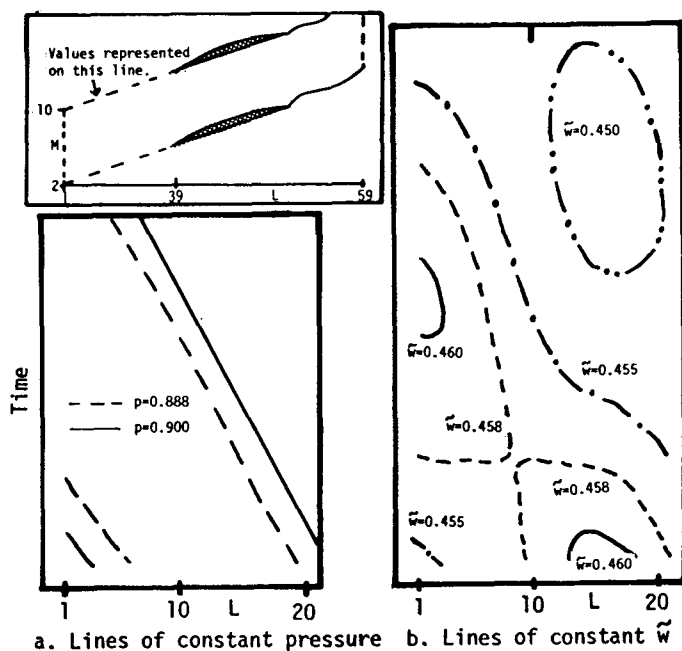 Values represented
on this line.
10
M
2
39
L
59
Time
p=0.888
p=0.900
1
10
L
20
a. Lines of constant pressure
w̃=0.450
w̃=0.460
w̃=0.455
w̃=0.458
w̃=0.458
w̃=0.455
w̃=0.460
1
10
L
20
b. Lines of constant w̃